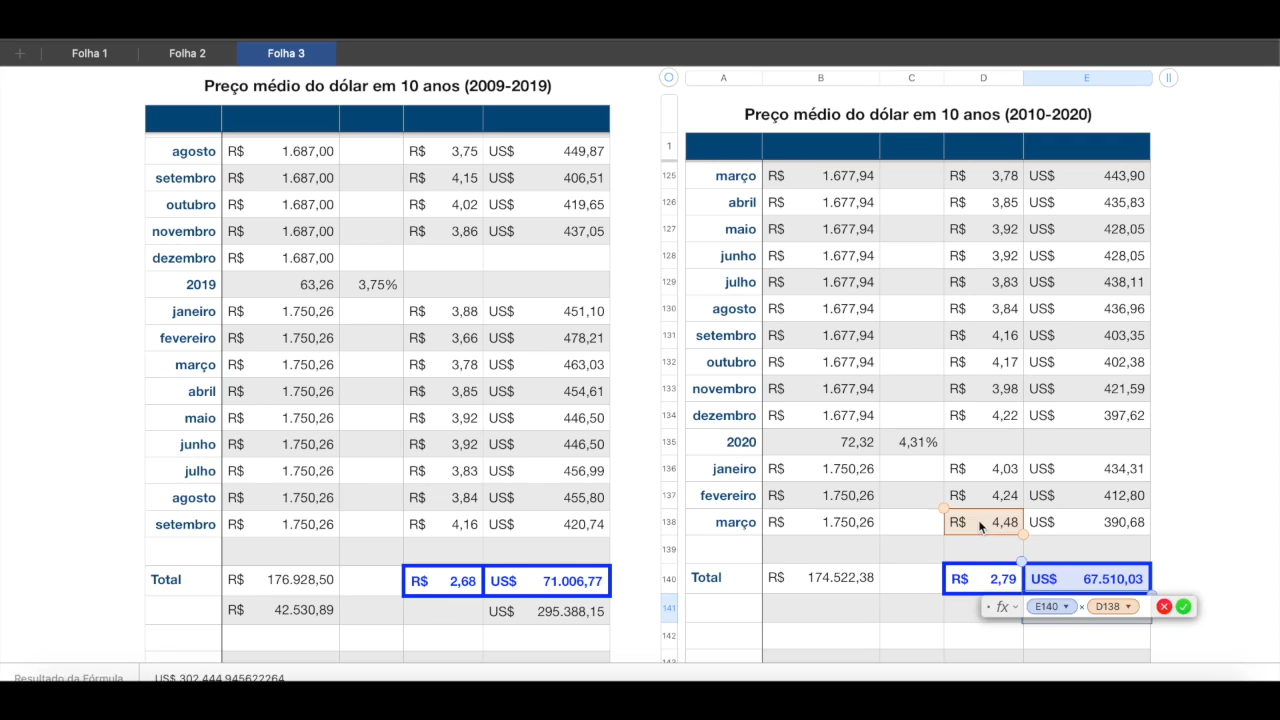 Folha 1 Folha 2 Folha 3
Preço médio do dólar em 10 anos (2009-2019)
agosto R$ 1.687,00 R$ 3,75 US$ 449,87
setembro R$ 1.687,00 R$ 4,15 US$ 406,51
outubro R$ 1.687,00 R$ 4,02 US$ 419,65
novembro R$ 1.687,00 R$ 3,86 US$ 437,05
dezembro R$ 1.687,00
2019 63,26 3,75%
janeiro R$ 1.750,26 R$ 3,88 US$ 451,10
fevereiro R$ 1.750,26 R$ 3,66 US$ 478,21
março R$ 1.750,26 R$ 3,78 US$ 463,03
abril R$ 1.750,26 R$ 3,85 US$ 454,61
maio R$ 1.750,26 R$ 3,92 US$ 446,50
junho R$ 1.750,26 R$ 3,92 US$ 446,50
julho R$ 1.750,26 R$ 3,83 US$ 456,99
agosto R$ 1.750,26 R$ 3,84 US$ 455,80
setembro R$ 1.750,26 R$ 4,16 US$ 420,74
Total R$ 176.928,50 R$ 2,68 US$ 71.006,77
R$ 42.530,89 US$ 295.388,15
A B C D E
Preço médio do dólar em 10 anos (2010-2020)
1
125 março R$ 1.677,94 R$ 3,78 US$ 443,90
126 abril R$ 1.677,94 R$ 3,85 US$ 435,83
127 maio R$ 1.677,94 R$ 3,92 US$ 428,05
128 junho R$ 1.677,94 R$ 3,92 US$ 428,05
129 julho R$ 1.677,94 R$ 3,83 US$ 438,11
130 agosto R$ 1.677,94 R$ 3,84 US$ 436,96
131 setembro R$ 1.677,94 R$ 4,16 US$ 403,35
132 outubro R$ 1.677,94 R$ 4,17 US$ 402,38
133 novembro R$ 1.677,94 R$ 3,98 US$ 421,59
134 dezembro R$ 1.677,94 R$ 4,22 US$ 397,62
135 2020 72,32 4,31%
136 janeiro R$ 1.750,26 R$ 4,03 US$ 434,31
137 fevereiro R$ 1.750,26 R$ 4,24 US$ 412,80
138 março R$ 1.750,26 R$ 4,48 US$ 390,68
139
140 Total R$ 174.522,38 R$ 2,79 US$ 67.510,03
141 fx E140 × D138
142
143
Resultado da Fórmula US$ 302.444,945622264